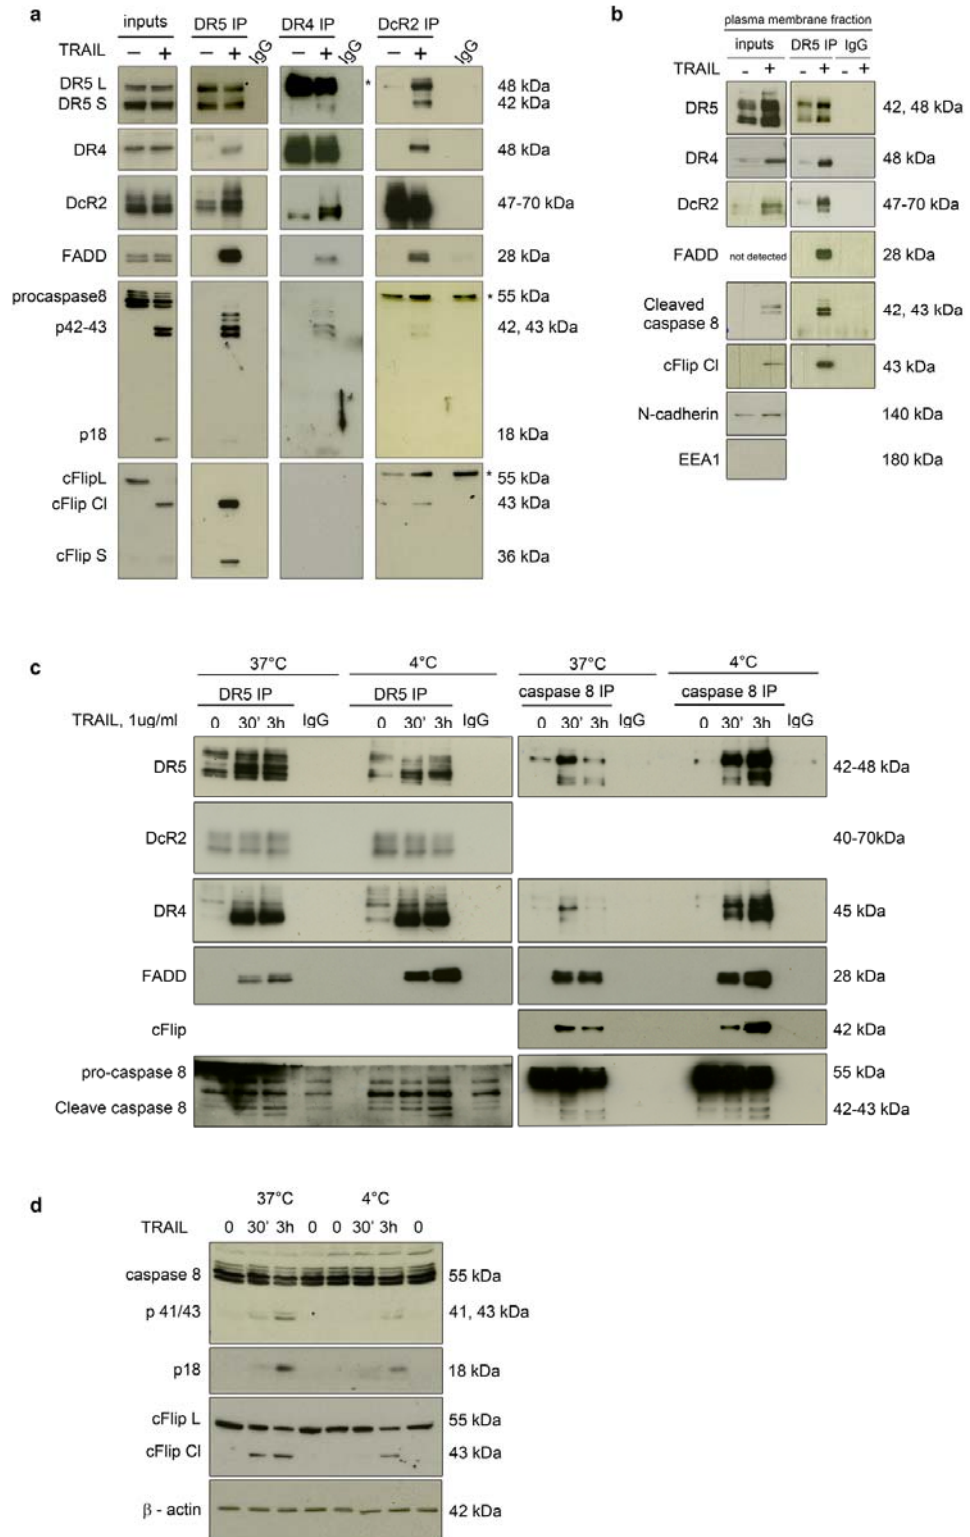 a
inputs DR5 IP DR4 IP DcR2 IP
TRAIL − + − + IgG − + − + IgG
DR5 L * 48 kDa
DR5 S 42 kDa
DR4 48 kDa
DcR2 47-70 kDa
FADD 28 kDa
procaspase8 * 55 kDa
p42-43 42, 43 kDa
p18 18 kDa
cFlipL * 55 kDa
cFlip Cl 43 kDa
cFlip S 36 kDa
b
plasma membrane fraction
inputs DR5 IP IgG
TRAIL - + - + - +
DR5 42, 48 kDa
DR4 48 kDa
DcR2 47-70 kDa
FADD not detected 28 kDa
Cleaved
caspase 8 42, 43 kDa
cFlip Cl 43 kDa
N-cadherin 140 kDa
EEA1 180 kDa
c
37°C 4°C 37°C 4°C
DR5 IP DR5 IP caspase 8 IP caspase 8 IP
TRAIL, 1ug/ml 0 30' 3h IgG 0 30' 3h IgG 0 30' 3h IgG 0 30' 3h IgG
DR5 42-48 kDa
DcR2 40-70kDa
DR4 45 kDa
FADD 28 kDa
cFlip 42 kDa
pro-caspase 8 55 kDa
Cleave caspase 8 42-43 kDa
d
37°C 4°C
TRAIL 0 30' 3h 0 0 30' 3h 0
caspase 8 55 kDa
p 41/43 41, 43 kDa
p18 18 kDa
cFlip L 55 kDa
cFlip Cl 43 kDa
β - actin 42 kDa